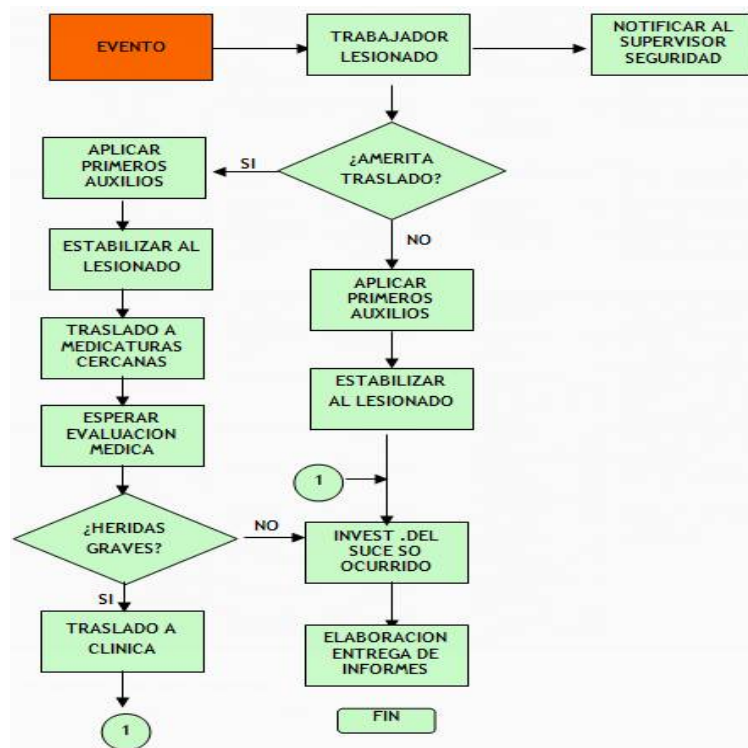 EVENTO
TRABAJADOR
LESIONADO
NOTIFICAR AL
SUPERVISOR
SEGURIDAD
¿AMERITA
TRASLADO?
SI
APLICAR
PRIMEROS
AUXILIOS
NO
ESTABILIZAR AL
LESIONADO
APLICAR
PRIMEROS
AUXILIOS
TRASLADO A
MEDICATURAS
CERCANAS
ESTABILIZAR
AL LESIONADO
ESPERAR
EVALUACION
MEDICA
1
¿HERIDAS
GRAVES?
NO
INVEST .DEL
SUCE SO
OCURRIDO
SI
TRASLADO A
CLINICA
ELABORACION
ENTREGA DE
INFORMES
1
FIN